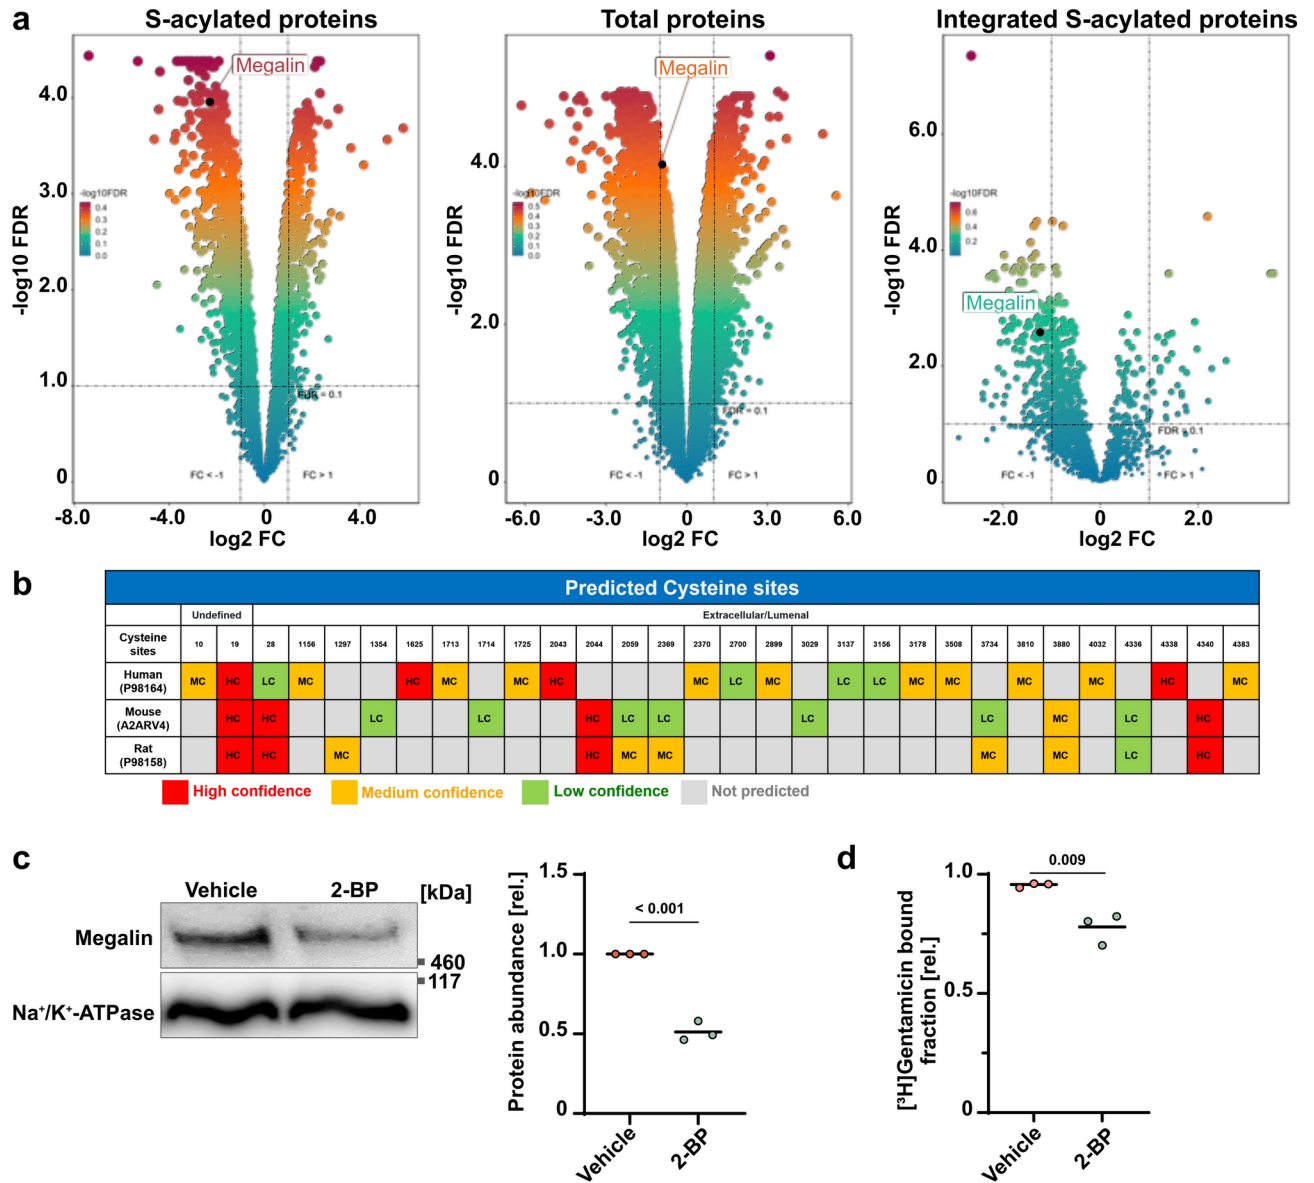 a
S-acylated proteins
Total proteins
Integrated S-acylated proteins
Megalin
4.0
3.0
2.0
1.0
0
-log10 FDR
-log10FDR
0.4
0.3
0.2
0.1
0.0
FDR = 0.1
FC < -1
FC > 1
-8.0 -4.0 0 4.0
log2 FC
Megalin
4.0
2.0
0
-log10 FDR
-log10FDR
0.5
0.4
0.3
0.2
0.1
0.0
FDR = 0.1
FC < -1
FC > 1
-6.0 -3.0 0 3.0 6.0
log2 FC
Megalin
6.0
4.0
2.0
0
-log10 FDR
-log10FDR
0.6
0.4
0.2
FDR = 0.1
FC < -1
FC > 1
-2.0 0 2.0
log2 FC
b
Predicted Cysteine sites
Undefined Extracellular/Lumenal
Cysteine sites 10 19 28 1156 1297 1354 1625 1713 1714 1725 2043 2044 2059 2369 2370 2700 2899 3029 3137 3156 3178 3508 3734 3810 3880 4032 4336 4338 4340 4383
Human (P98164) MC HC LC MC HC MC MC HC MC LC MC LC LC MC MC MC MC HC MC
Mouse (A2ARV4) HC HC LC LC HC LC LC LC LC MC LC HC
Rat (P98158) HC HC MC HC MC MC MC MC LC HC
High confidence Medium confidence Low confidence Not predicted
c
Vehicle 2-BP [kDa]
Megalin
460
117
Na⁺/K⁺-ATPase
Protein abundance [rel.]
1.5
1.0
0.5
0
< 0.001
Vehicle 2-BP
d
[³H]Gentamicin bound
fraction [rel.]
1.0
0.5
0
0.009
Vehicle 2-BP